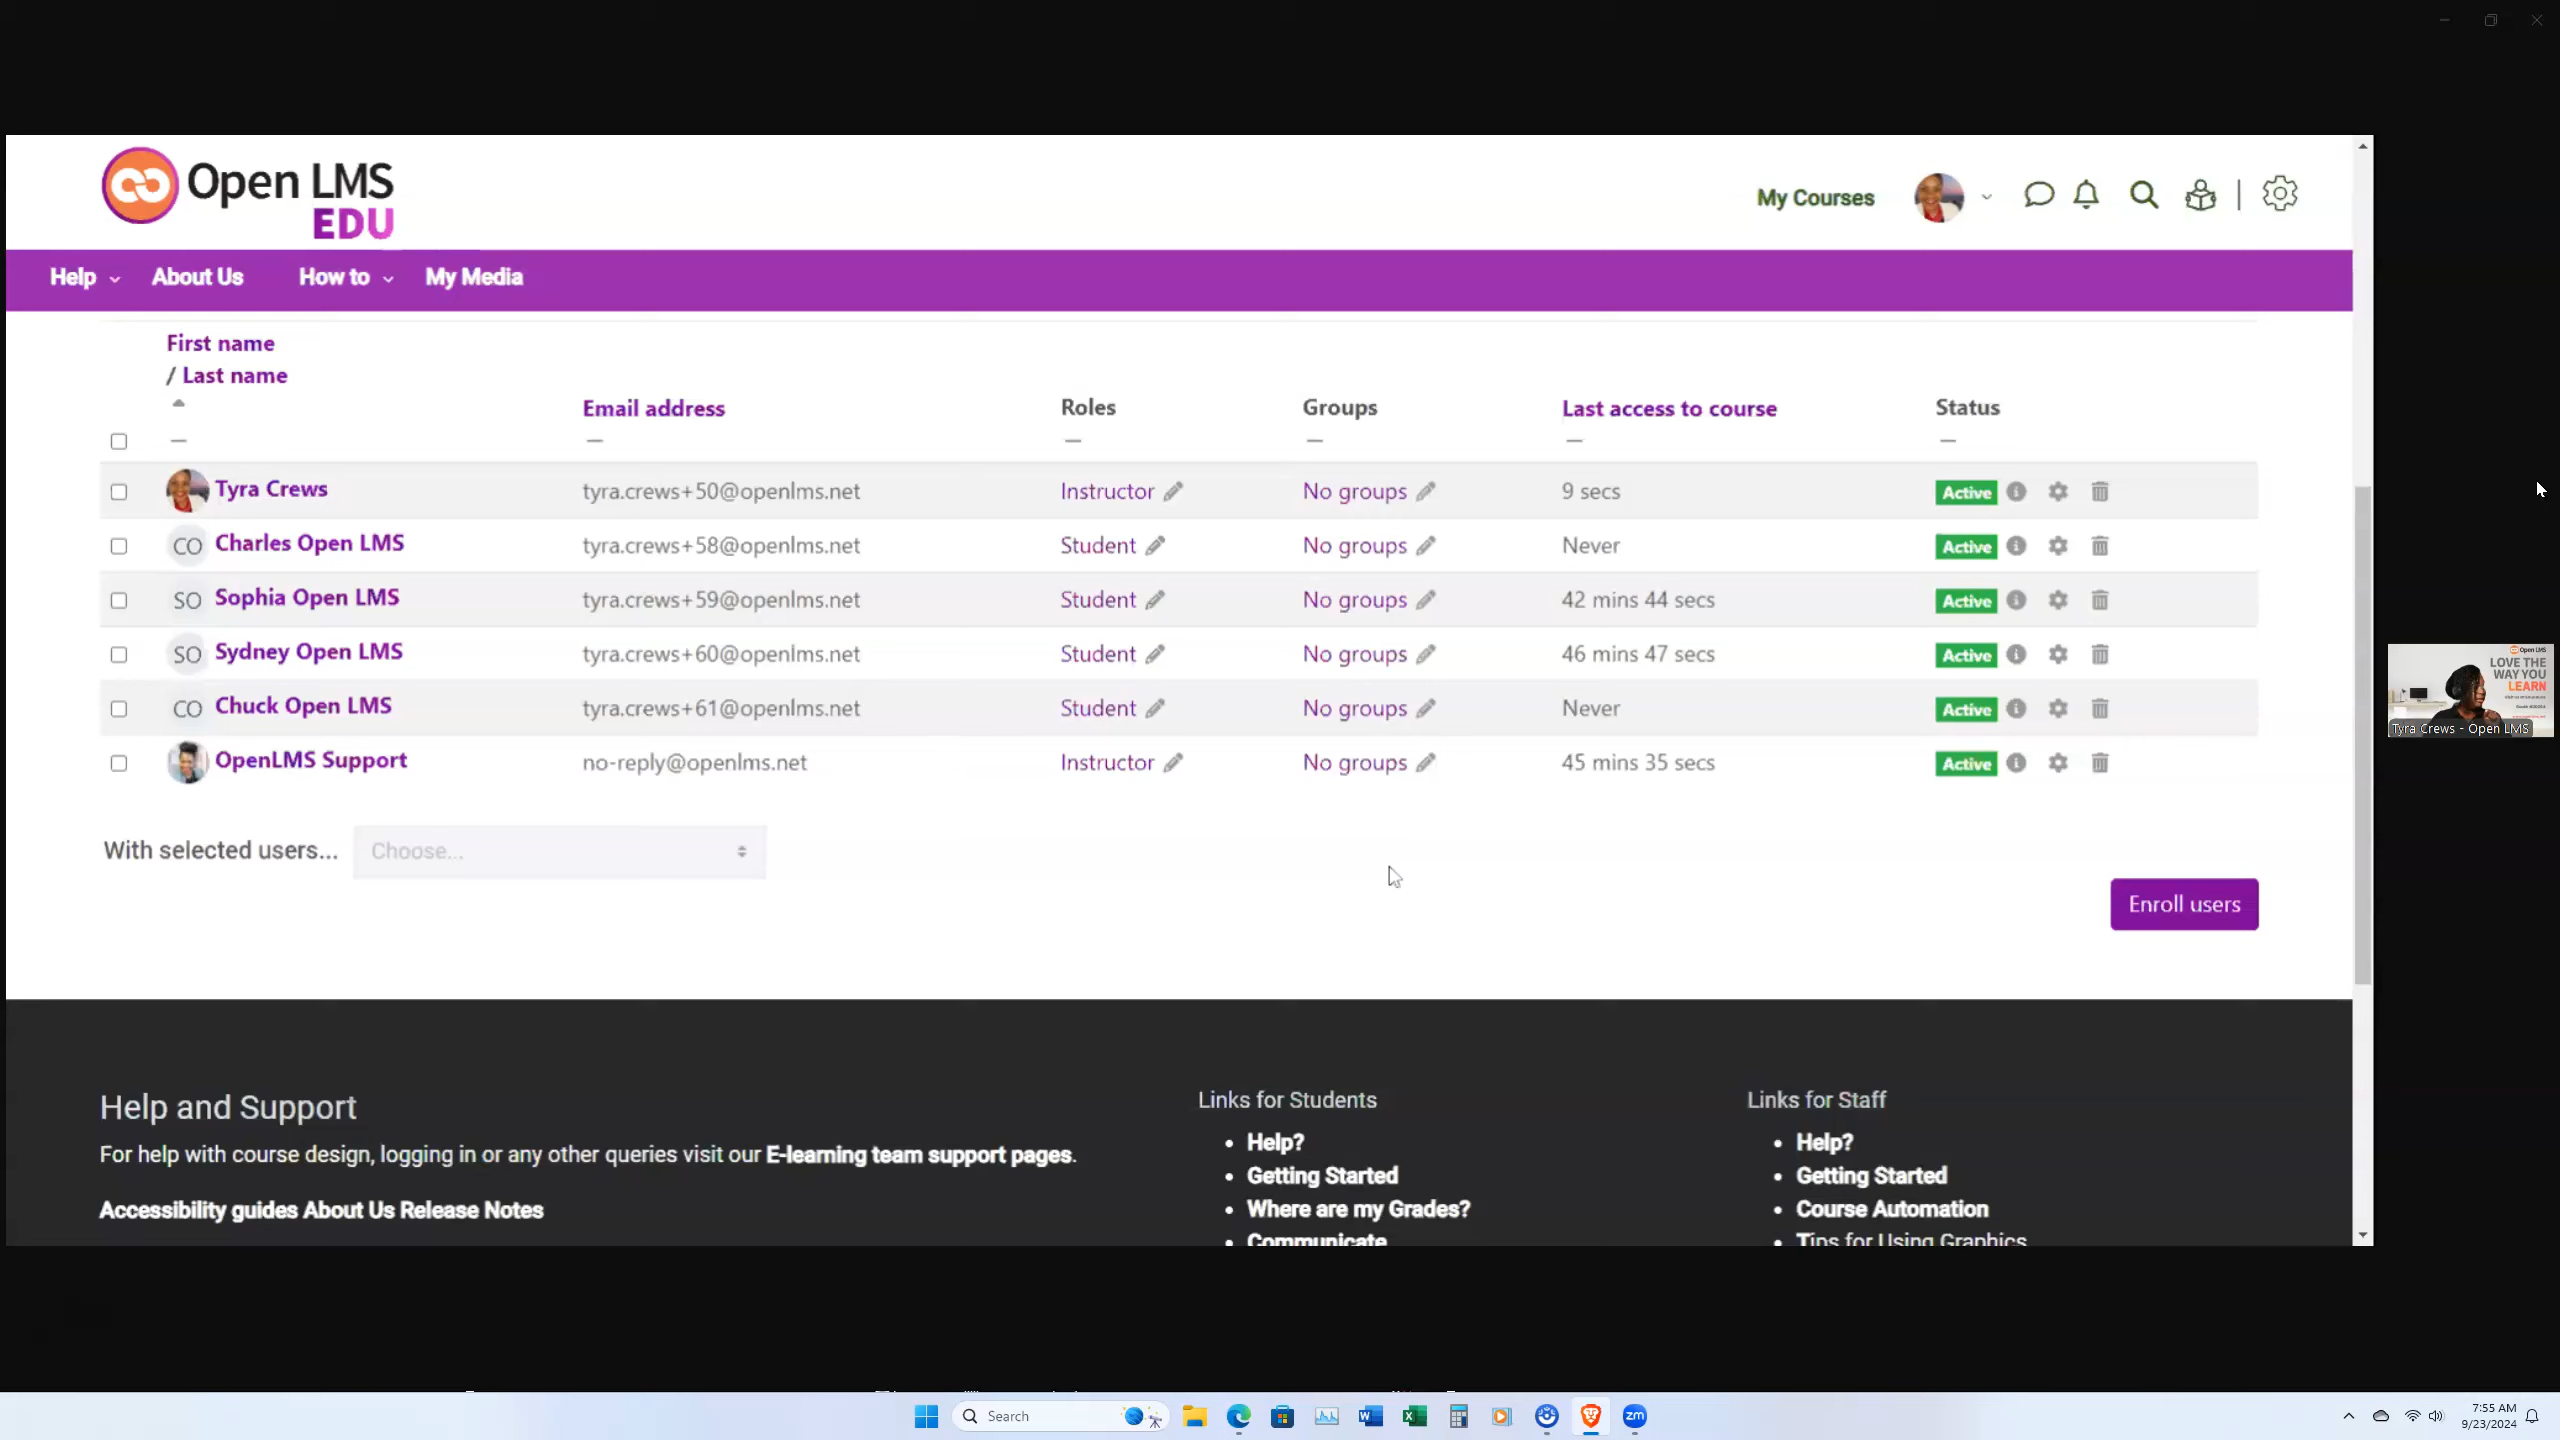 Open LMS
EDU
My Courses
Help
About Us
How to
My Media
First name
/ Last name
Email address
Roles
Groups
Last access to course
Status
Tyra Crews tyra.crews+50@openlms.net Instructor No groups 9 secs Active
CO Charles Open LMS tyra.crews+58@openlms.net Student No groups Never Active
SO Sophia Open LMS tyra.crews+59@openlms.net Student No groups 42 mins 44 secs Active
SO Sydney Open LMS tyra.crews+60@openlms.net Student No groups 46 mins 47 secs Active
CO Chuck Open LMS tyra.crews+61@openlms.net Student No groups Never Active
OpenLMS Support no-reply@openlms.net Instructor No groups 45 mins 35 secs Active
With selected users... Choose...
Enroll users
Help and Support
For help with course design, logging in or any other queries visit our E-learning team support pages.
Accessibility guides About Us Release Notes
Links for Students
Help?
Getting Started
Where are my Grades?
Communicate
Links for Staff
Help?
Getting Started
Course Automation
Tips for Using Graphics
Open LMS
LOVE THE
WAY YOU
LEARN
Tyra Crews - Open LMS
Search
zm
7:55 AM
9/23/2024